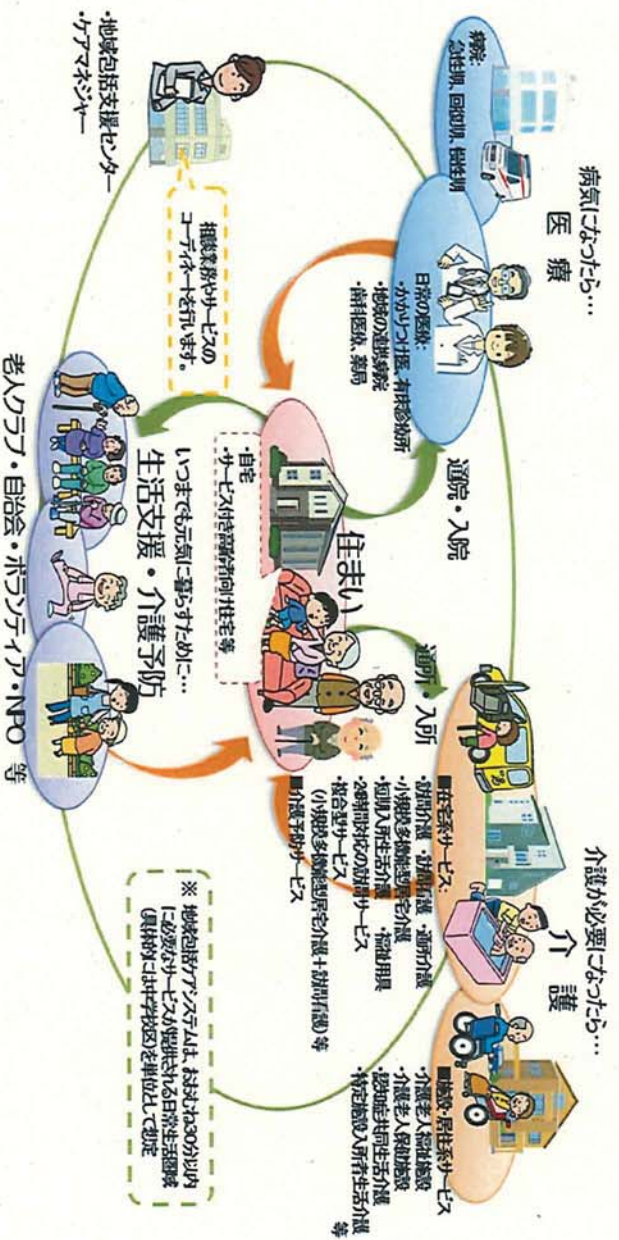 病気になったら…
医療
病院:
急性期、回復期、慢性期
日常の医療:
・かかりつけ医、有床診療所
・地域の連携病院
・歯科医療、薬局
通院・入院
介護が必要になったら…
介護
通所・入所
■在宅系サービス:
・訪問介護・訪問看護・通所介護
・小規模多機能型居宅介護
・短期入所生活介護・福祉用具
・24時間対応の訪問サービス
・複合型サービス
(小規模多機能型居宅介護+訪問看護)等
■介護予防サービス
■施設・居住系サービス
・介護老人福祉施設
・介護老人保健施設
・認知症共同生活介護
・特定施設入所者生活介護
等
住まい
・自宅
・サービス付き高齢者向け住宅等
相談業務やサービスの
コーディネートを行います。
・地域包括支援センター
・ケアマネジャー
いつまでも元気に暮らすために…
生活支援・介護予防
老人クラブ・自治会・ボランティア・NPO 等
※ 地域包括ケアシステムは、おおむね30分以内
に必要なサービスが提供される日常生活圏域
(具体的には中学校区)を単位として想定